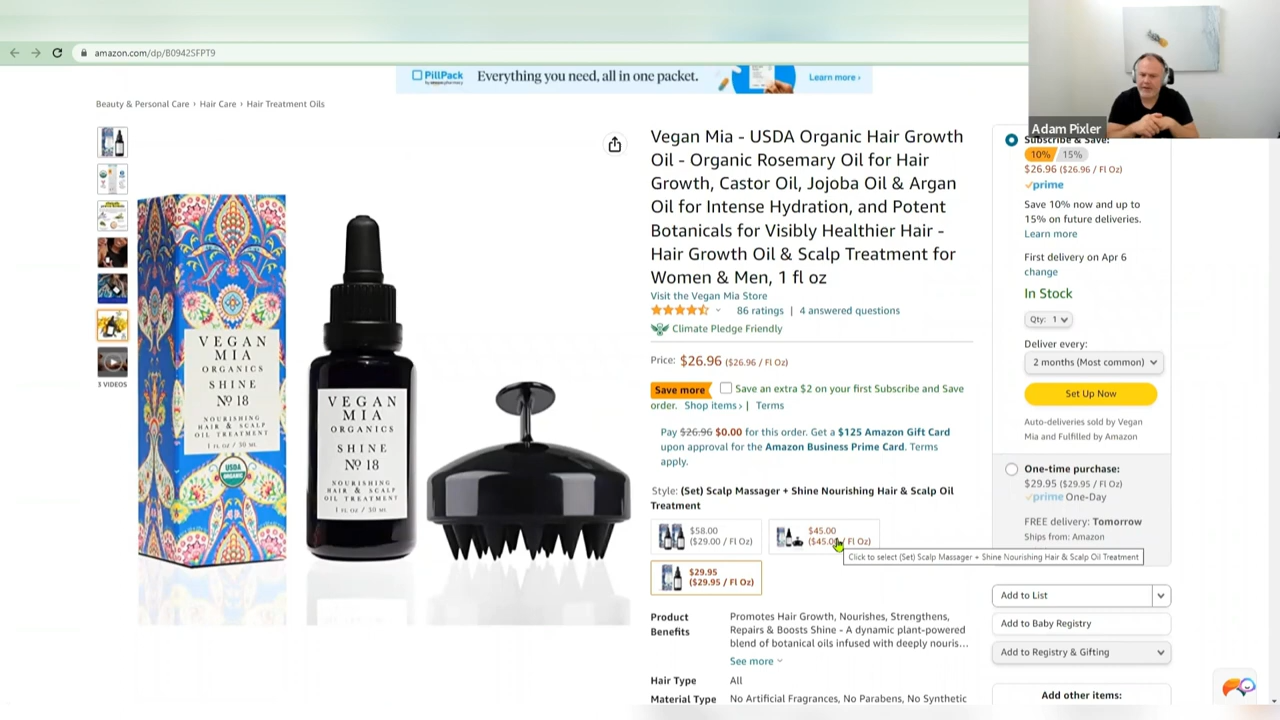 amazon.com/dp/B0942SFPT9
PillPack
by amazon pharmacy
Everything you need, all in one packet.
Learn more ›
Adam Pixler
Beauty & Personal Care › Hair Care › Hair Treatment Oils
3 VIDEOS
VEGAN
MIA
ORGANICS
SHINE
Nº 18
NOURISHING
HAIR & SCALP
OIL TREATMENT
1 fl oz / 30 ml
USDA
ORGANIC
VEGAN
MIA
ORGANICS
SHINE
Nº 18
NOURISHING
HAIR & SCALP
OIL TREATMENT
1 fl oz / 30 ml
Vegan Mia - USDA Organic Hair Growth
Oil - Organic Rosemary Oil for Hair
Growth, Castor Oil, Jojoba Oil & Argan
Oil for Intense Hydration, and Potent
Botanicals for Visibly Healthier Hair -
Hair Growth Oil & Scalp Treatment for
Women & Men, 1 fl oz
Visit the Vegan Mia Store
86 ratings | 4 answered questions
Climate Pledge Friendly
Price: $26.96 ($26.96 / Fl Oz)
Save more Save an extra $2 on your first Subscribe and Save
order. Shop items › | Terms
Pay $26.96 $0.00 for this order. Get a $125 Amazon Gift Card
upon approval for the Amazon Business Prime Card. Terms
apply.
Style: (Set) Scalp Massager + Shine Nourishing Hair & Scalp Oil
Treatment
$58.00
($29.00 / Fl Oz)
$45.00
($45.00 / Fl Oz)
Click to select (Set) Scalp Massager + Shine Nourishing Hair & Scalp Oil Treatment
$29.95
($29.95 / Fl Oz)
Product
Benefits
Promotes Hair Growth, Nourishes, Strengthens,
Repairs & Boosts Shine - A dynamic plant-powered
blend of botanical oils infused with deeply nouris...
See more
Hair Type All
Material Type No Artificial Fragrances, No Parabens, No Synthetic
Subscribe & Save:
10% 15%
$26.96 ($26.96 / Fl Oz)
prime
Save 10% now and up to
15% on future deliveries.
Learn more
First delivery on Apr 6
change
In Stock
Qty: 1
Deliver every:
2 months (Most common)
Set Up Now
Auto-deliveries sold by Vegan
Mia and Fulfilled by Amazon
One-time purchase:
$29.95 ($29.95 / Fl Oz)
prime One-Day
FREE delivery: Tomorrow
Ships from: Amazon
Add to List
Add to Baby Registry
Add to Registry & Gifting
Add other items: